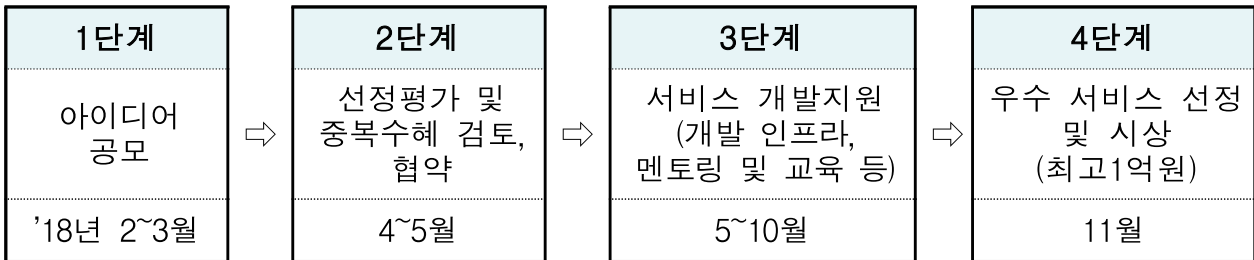 1단계
아이디어
공모
’18년 2~3월
⇨
2단계
선정평가 및
중복수혜 검토,
협약
4~5월
⇨
3단계
서비스 개발지원
(개발 인프라,
멘토링 및 교육 등)
5~10월
⇨
4단계
우수 서비스 선정
및 시상
(최고1억원)
11월